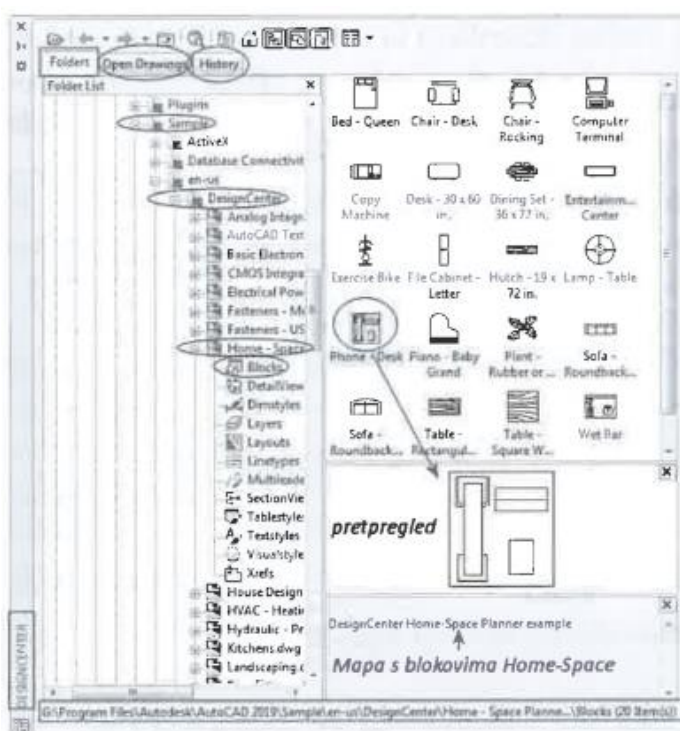 Folders Open Drawings History
Folder List
Plugins
Sample
ActiveX
Database Connectivit
en-us
DesignCenter
Analog Integr
AutoCAD Text
Basic Electron
CMOS Integra
Electrical Pow
Fasteners - Me
Fasteners - US
Home - Space
Blocks
DetailView
Dimstyles
Layers
Layouts
Linetypes
Multileade
SectionVie
Tablestyle
Textstyles
Visualstyle
Xrefs
House Design
HVAC - Heatin
Hydraulic - Pr
Kitchens.dwg
Landscaping.c
Bed - Queen Chair - Desk Chair - Computer
Rocking Terminal
Copy Desk - 30 x 60 Dining Set - Entertainm...
Machine in. 36 x 72 in. Center
Exercise Bike File Cabinet - Hutch - 19 x Lamp - Table
Letter 72 in.
Phone - Desk Piano - Baby Plant - Sofa -
Grand Rubber or ... Roundback...
Sofa - Table - Table - Wet Bar
Roundback... Rectangul... Square W...
pretpregled
DesignCenter Home-Space Planner example
Mapa s blokovima Home-Space
DESIGNCENTER
G:\Program Files\Autodesk\AutoCAD 2019\Sample\en-us\DesignCenter\Home - Space Planne...\Blocks (20 Item(s))